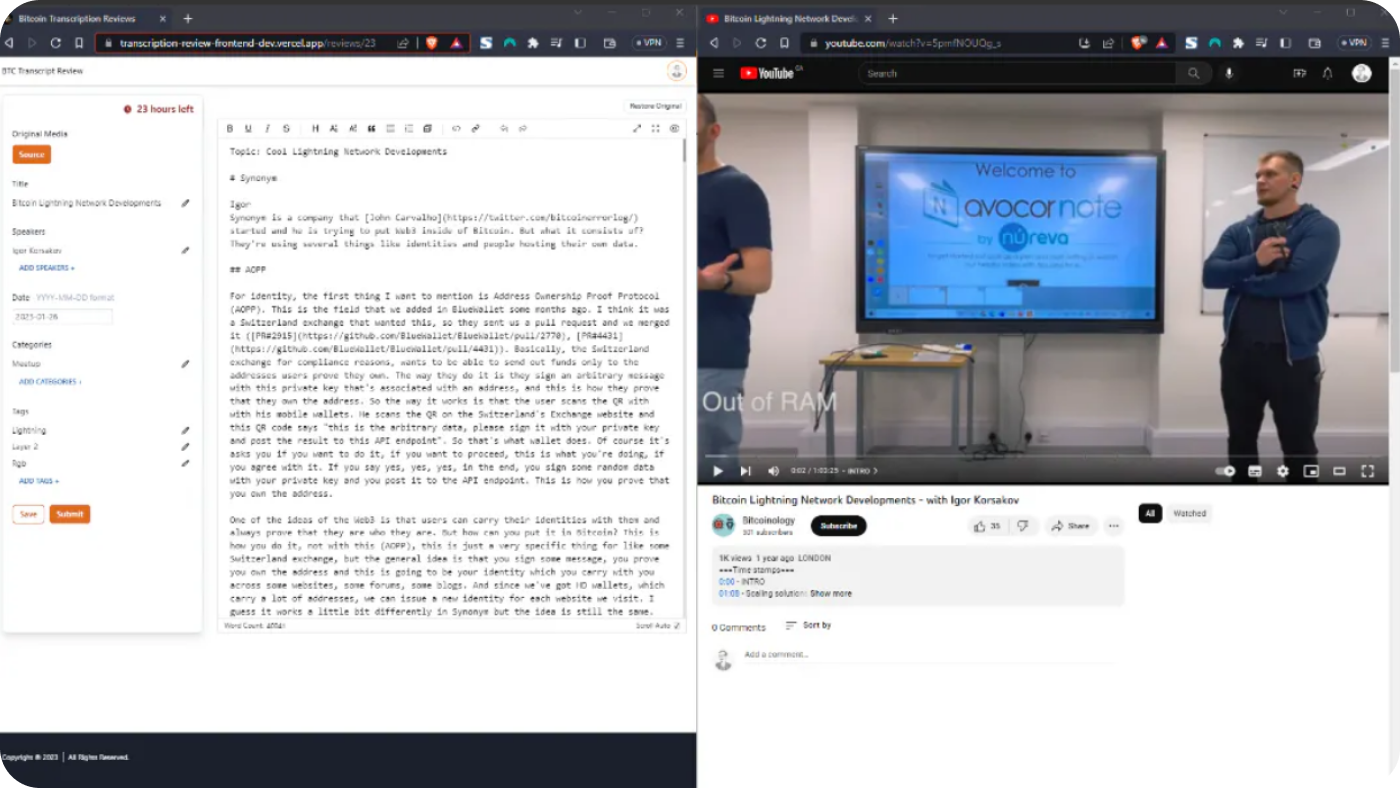 Bitcoin Transcription Reviews
transcription-review-frontend-dev.vercel.app/reviews/23
VPN
BTC Transcript Review
23 hours left
Original Media
Source
Title
Bitcoin Lightning Network Developments
Speakers
Igor Korsakov
ADD SPEAKERS +
Date YYYY-MM-DD format
2023-01-26
Categories
Meetup
ADD CATEGORIES +
Tags
Lightning
Layer 2
Rgb
ADD TAGS +
Save
Submit
Restore Original
Topic: Cool Lightning Network Developments
# Synonym
Igor
Synonym is a company that [John Carvalho](https://twitter.com/bitcoinerrorlog/)
started and he is trying to put Web3 inside of Bitcoin. But what it consists of?
They're using several things like identities and people hosting their own data.
## AOPP
For identity, the first thing I want to mention is Address Ownership Proof Protocol
(AOPP). This is the field that we added in BlueWallet some months ago. I think it was
a Switzerland exchange that wanted this, so they sent us a pull request and we merged
it ([PR#2915](https://github.com/BlueWallet/BlueWallet/pull/2770), [PR#4431]
(https://github.com/BlueWallet/BlueWallet/pull/4431)). Basically, the Switzerland
exchange for compliance reasons, wants to be able to send out funds only to the
addresses users prove they own. The way they do it is they sign an arbitrary message
with this private key that's associated with an address, and this is how they prove
that they own the address. So the way it works is that the user scans the QR with
with his mobile wallets. He scans the QR on the Switzerland's Exchange website and
this QR code says "this is the arbitrary data, please sign it with your private key
and post the result to this API endpoint". So that's what wallet does. Of course it's
asks you if you want to do it, if you want to proceed, this is what you're doing, if
you agree with it. If you say yes, yes, yes, in the end, you sign some random data
with your private key and you post it to the API endpoint. This is how you prove that
you own the address.
One of the ideas of the Web3 is that users can carry their identities with them and
always prove that they are who they are. But how can you put it in Bitcoin? This is
how you do it, not with this (AOPP), this is just a very specific thing for like some
Switzerland exchange, but the general idea is that you sign some message, you prove
you own the address and this is going to be your identity which you carry with you
across some websites, some forums, some blogs. And since we've got HD wallets, which
carry a lot of addresses, we can issue a new identity for each website we visit. I
guess it works a little bit differently in Synonym but the idea is still the same.
Word Count:
Scroll Auto
Copyright © 2023 | All Rights Reserved.
Bitcoin Lightning Network Devel
youtube.com/watch?v=5pmfNOUOg_s
VPN
YouTube CA
Search
Welcome to
avocor note
by nureva
Out of RAM
0:02 / 1:03:25 • INTRO
Bitcoin Lightning Network Developments - with Igor Korsakov
Bitcoinology
301 subscribers
Subscribe
35
Share
All
Watched
1K views 1 year ago LONDON
===Time stamps===
0:00 - INTRO
01:08 - Scaling solutions Show more
0 Comments
Sort by
Add a comment...